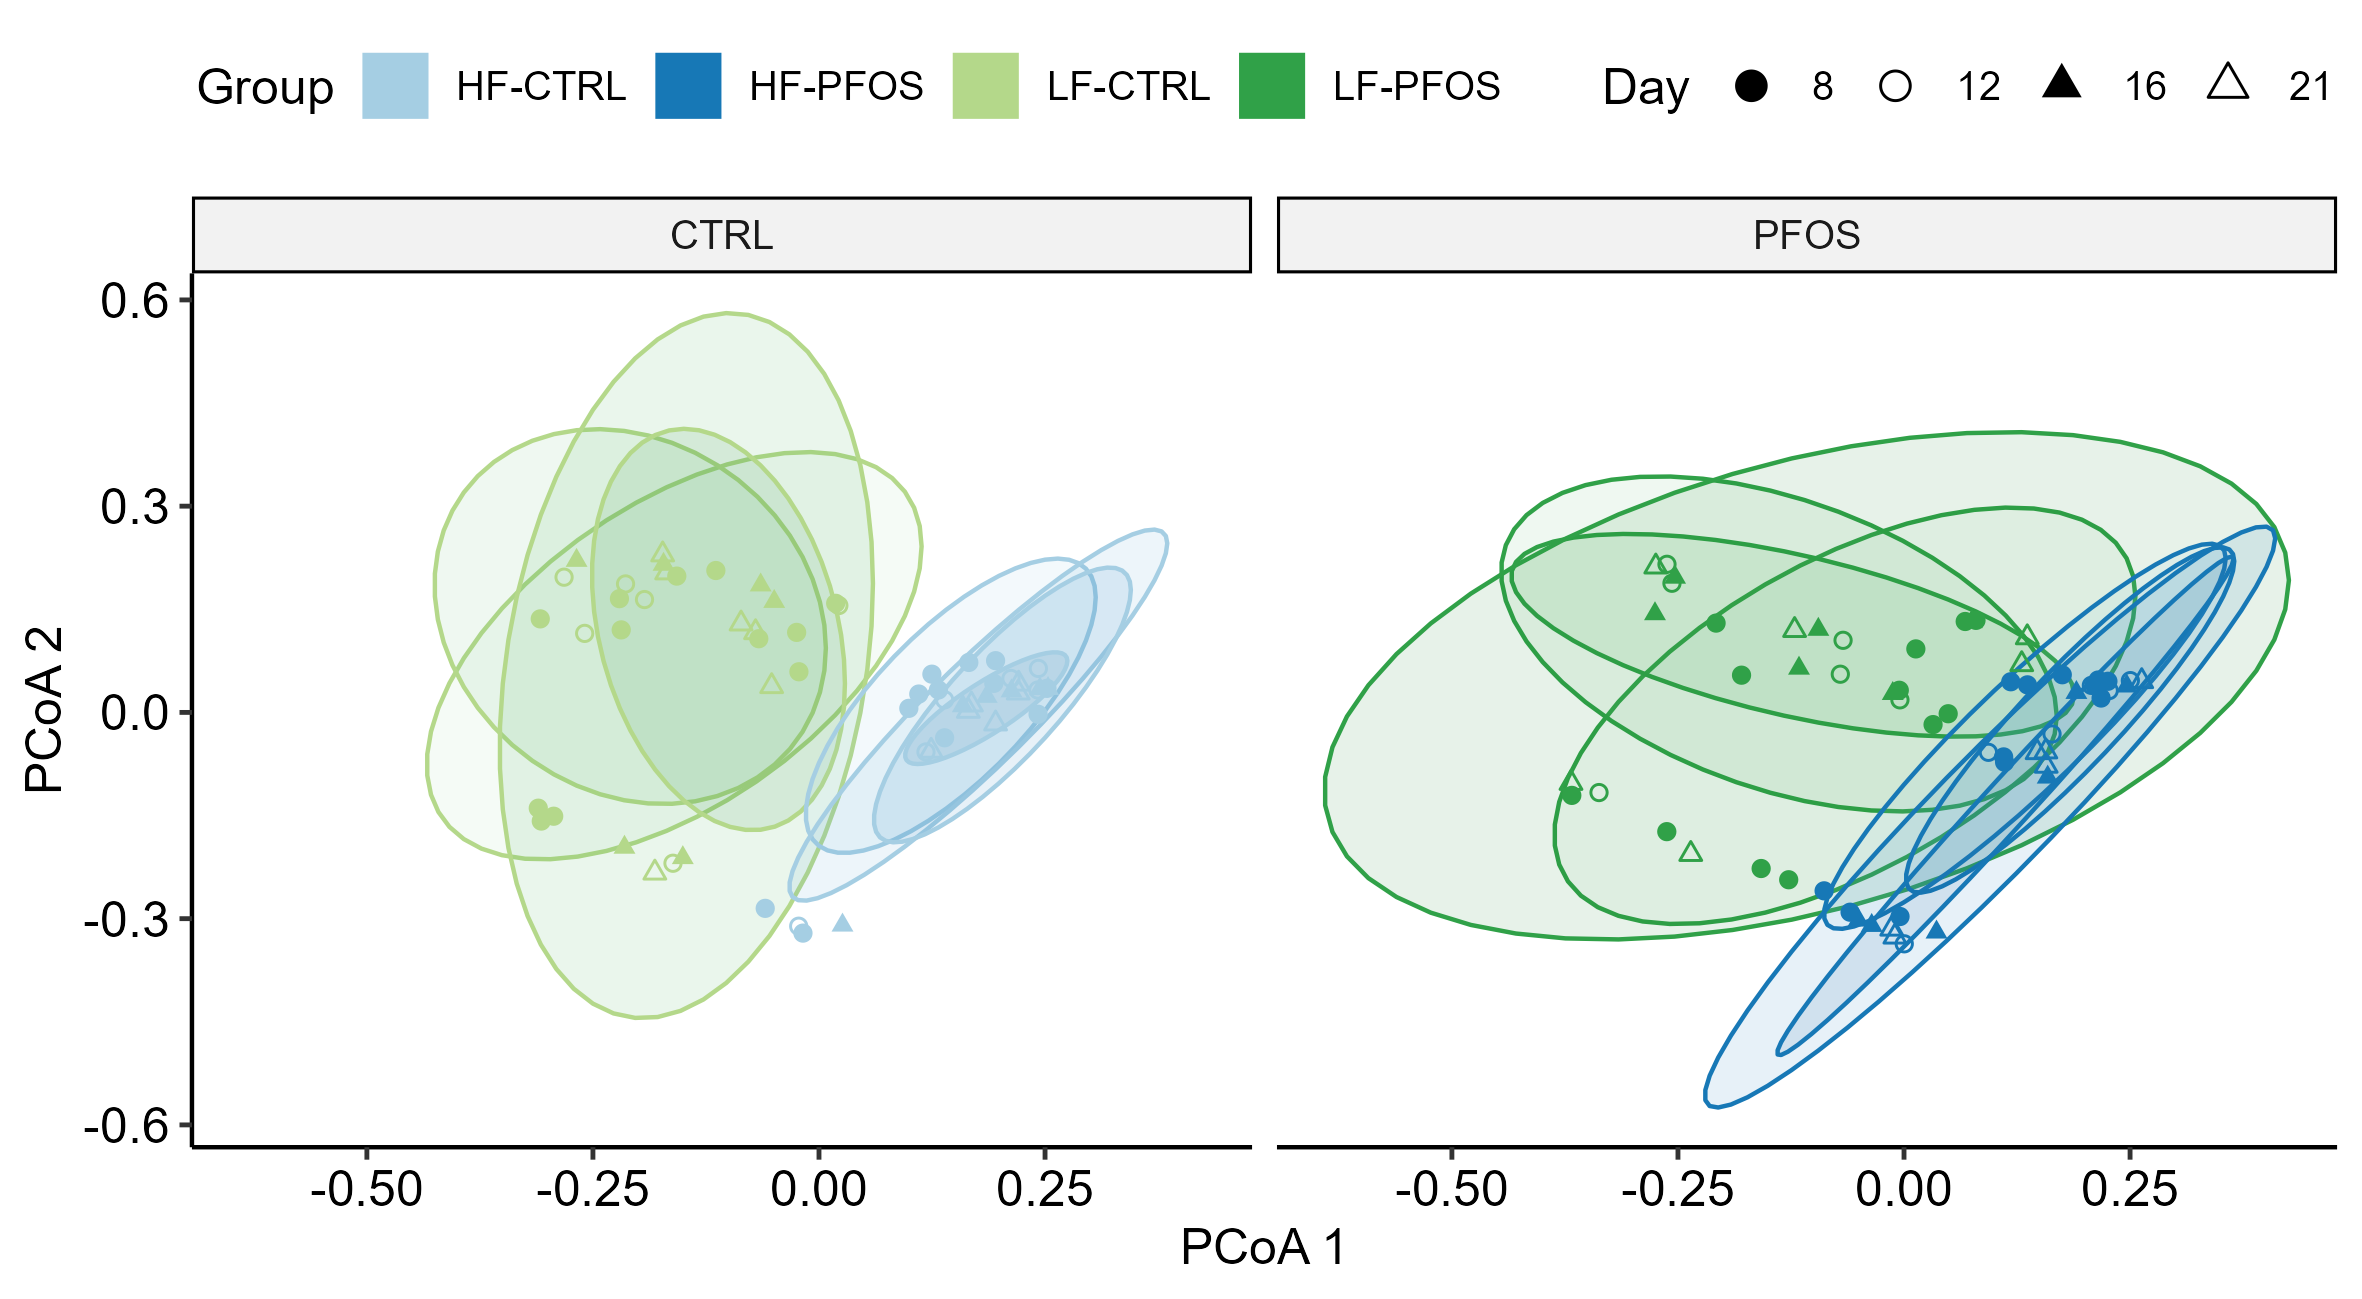 Group HF-CTRL HF-PFOS LF-CTRL LF-PFOS Day 8 12 16 21
CTRL PFOS
0.6
0.3
0.0
-0.3
-0.6
PCoA 2
-0.50 -0.25 0.00 0.25 -0.50 -0.25 0.00 0.25
PCoA 1